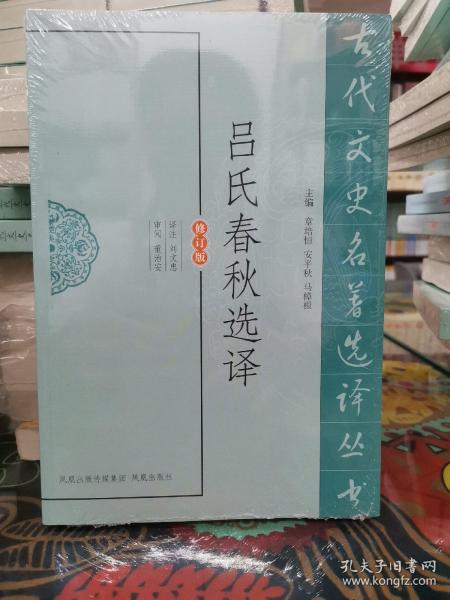 古代文史名著选译丛书
主编 章培恒 安平秋 马樟根
吕氏春秋选译
修订版
译注 刘文忠
审阅 董治安
凤凰出版传媒集团 凤凰出版社
孔夫子旧书网
www.kongfz.com